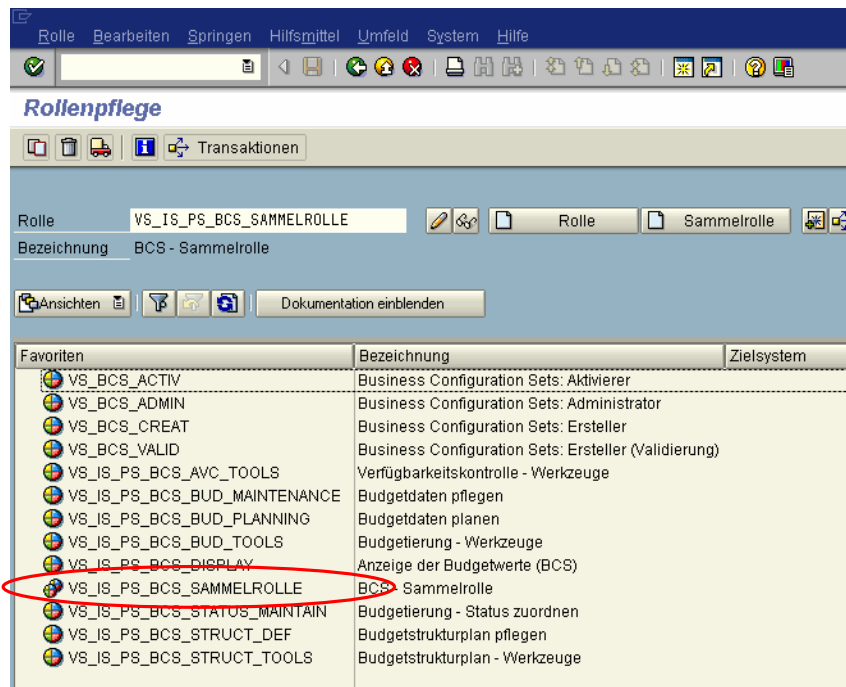 Rolle Bearbeiten Springen Hilfsmittel Umfeld System Hilfe
Rollenpflege
Transaktionen
Rolle VS_IS_PS_BCS_SAMMELROLLE Rolle Sammelrolle
Bezeichnung BCS - Sammelrolle
Ansichten Dokumentation einblenden
Favoriten Bezeichnung Zielsystem
VS_BCS_ACTIV Business Configuration Sets: Aktivierer
VS_BCS_ADMIN Business Configuration Sets: Administrator
VS_BCS_CREAT Business Configuration Sets: Ersteller
VS_BCS_VALID Business Configuration Sets: Ersteller (Validierung)
VS_IS_PS_BCS_AVC_TOOLS Verfügbarkeitskontrolle - Werkzeuge
VS_IS_PS_BCS_BUD_MAINTENANCE Budgetdaten pflegen
VS_IS_PS_BCS_BUD_PLANNING Budgetdaten planen
VS_IS_PS_BCS_BUD_TOOLS Budgetierung - Werkzeuge
VS_IS_PS_BCS_DISPLAY Anzeige der Budgetwerte (BCS)
VS_IS_PS_BCS_SAMMELROLLE BCS - Sammelrolle
VS_IS_PS_BCS_STATUS_MAINTAIN Budgetierung - Status zuordnen
VS_IS_PS_BCS_STRUCT_DEF Budgetstrukturplan pflegen
VS_IS_PS_BCS_STRUCT_TOOLS Budgetstrukturplan - Werkzeuge